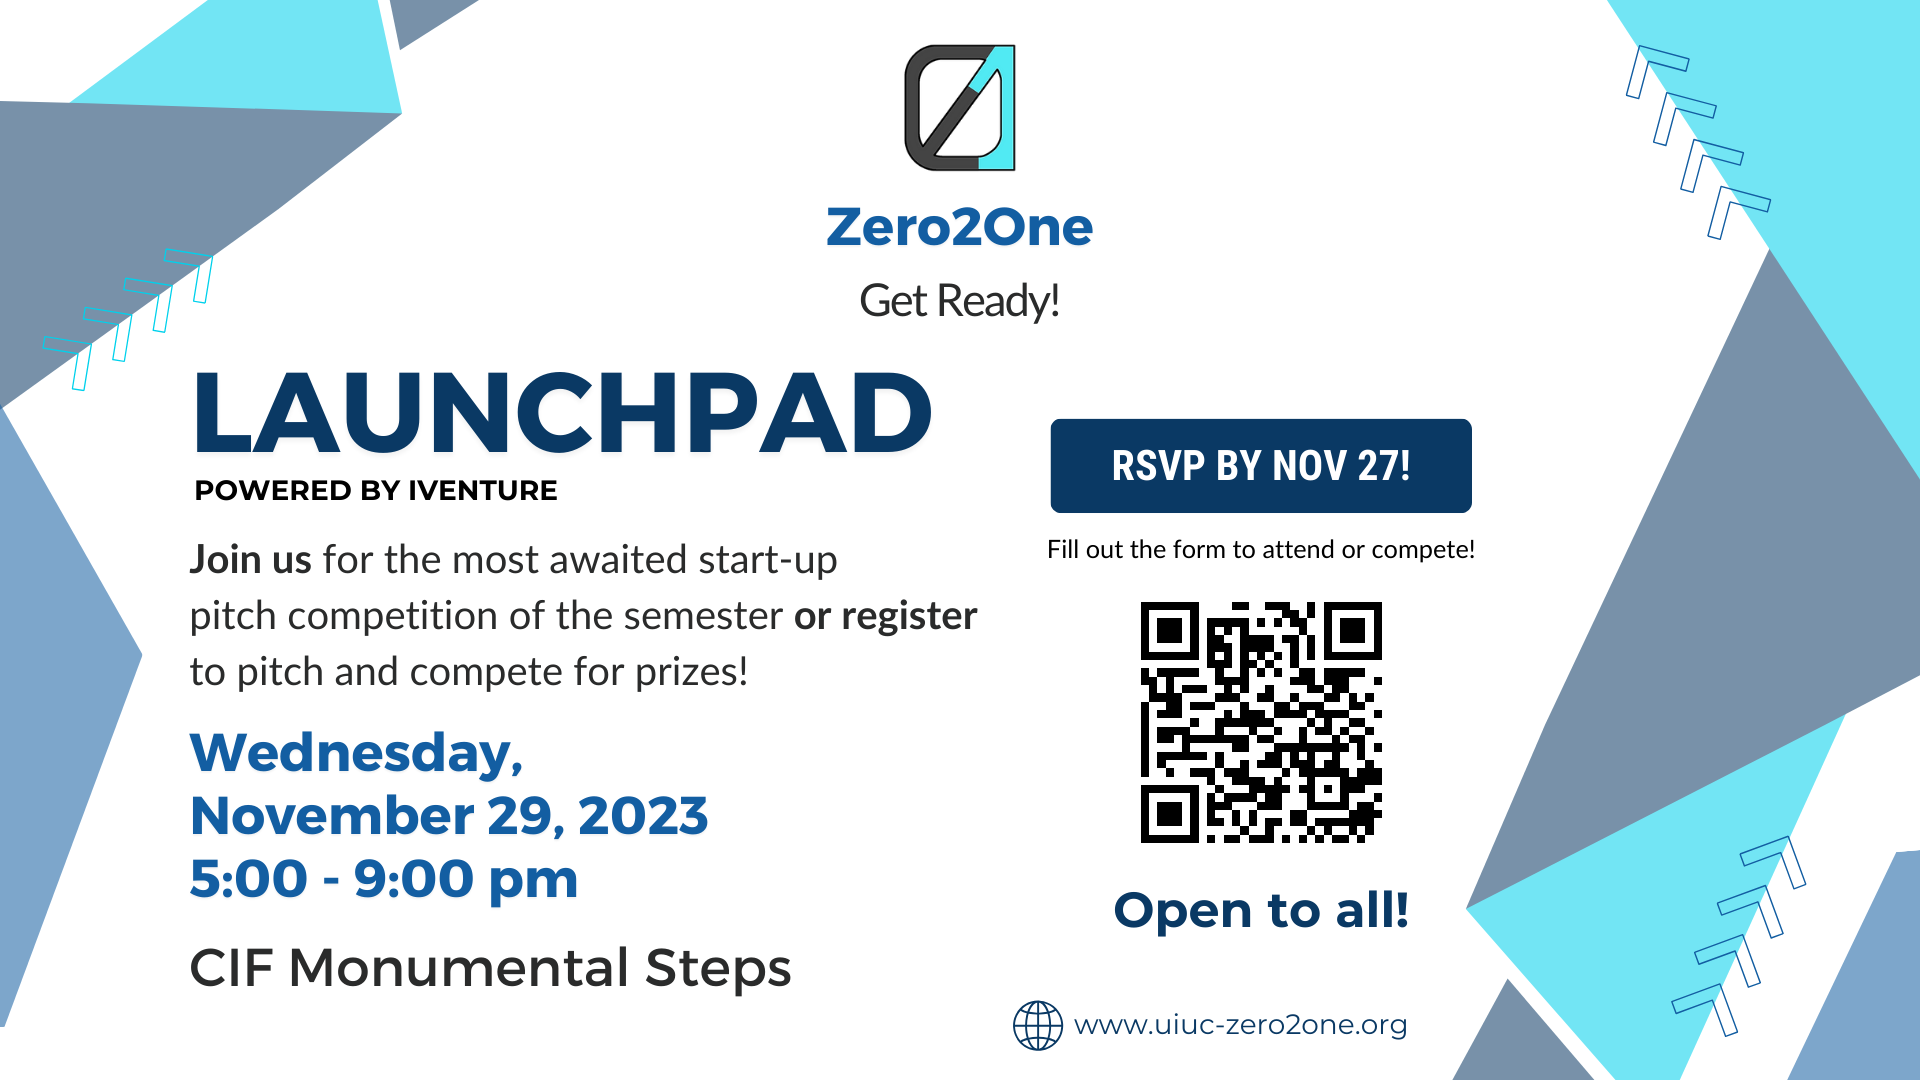 Zero2One
Get Ready!
LAUNCHPAD
POWERED BY IVENTURE
Join us for the most awaited start-up
pitch competition of the semester or register
to pitch and compete for prizes!
Wednesday,
November 29, 2023
5:00 - 9:00 pm
CIF Monumental Steps
RSVP BY NOV 27!
Fill out the form to attend or compete!
Open to all!
www.uiuc-zero2one.org